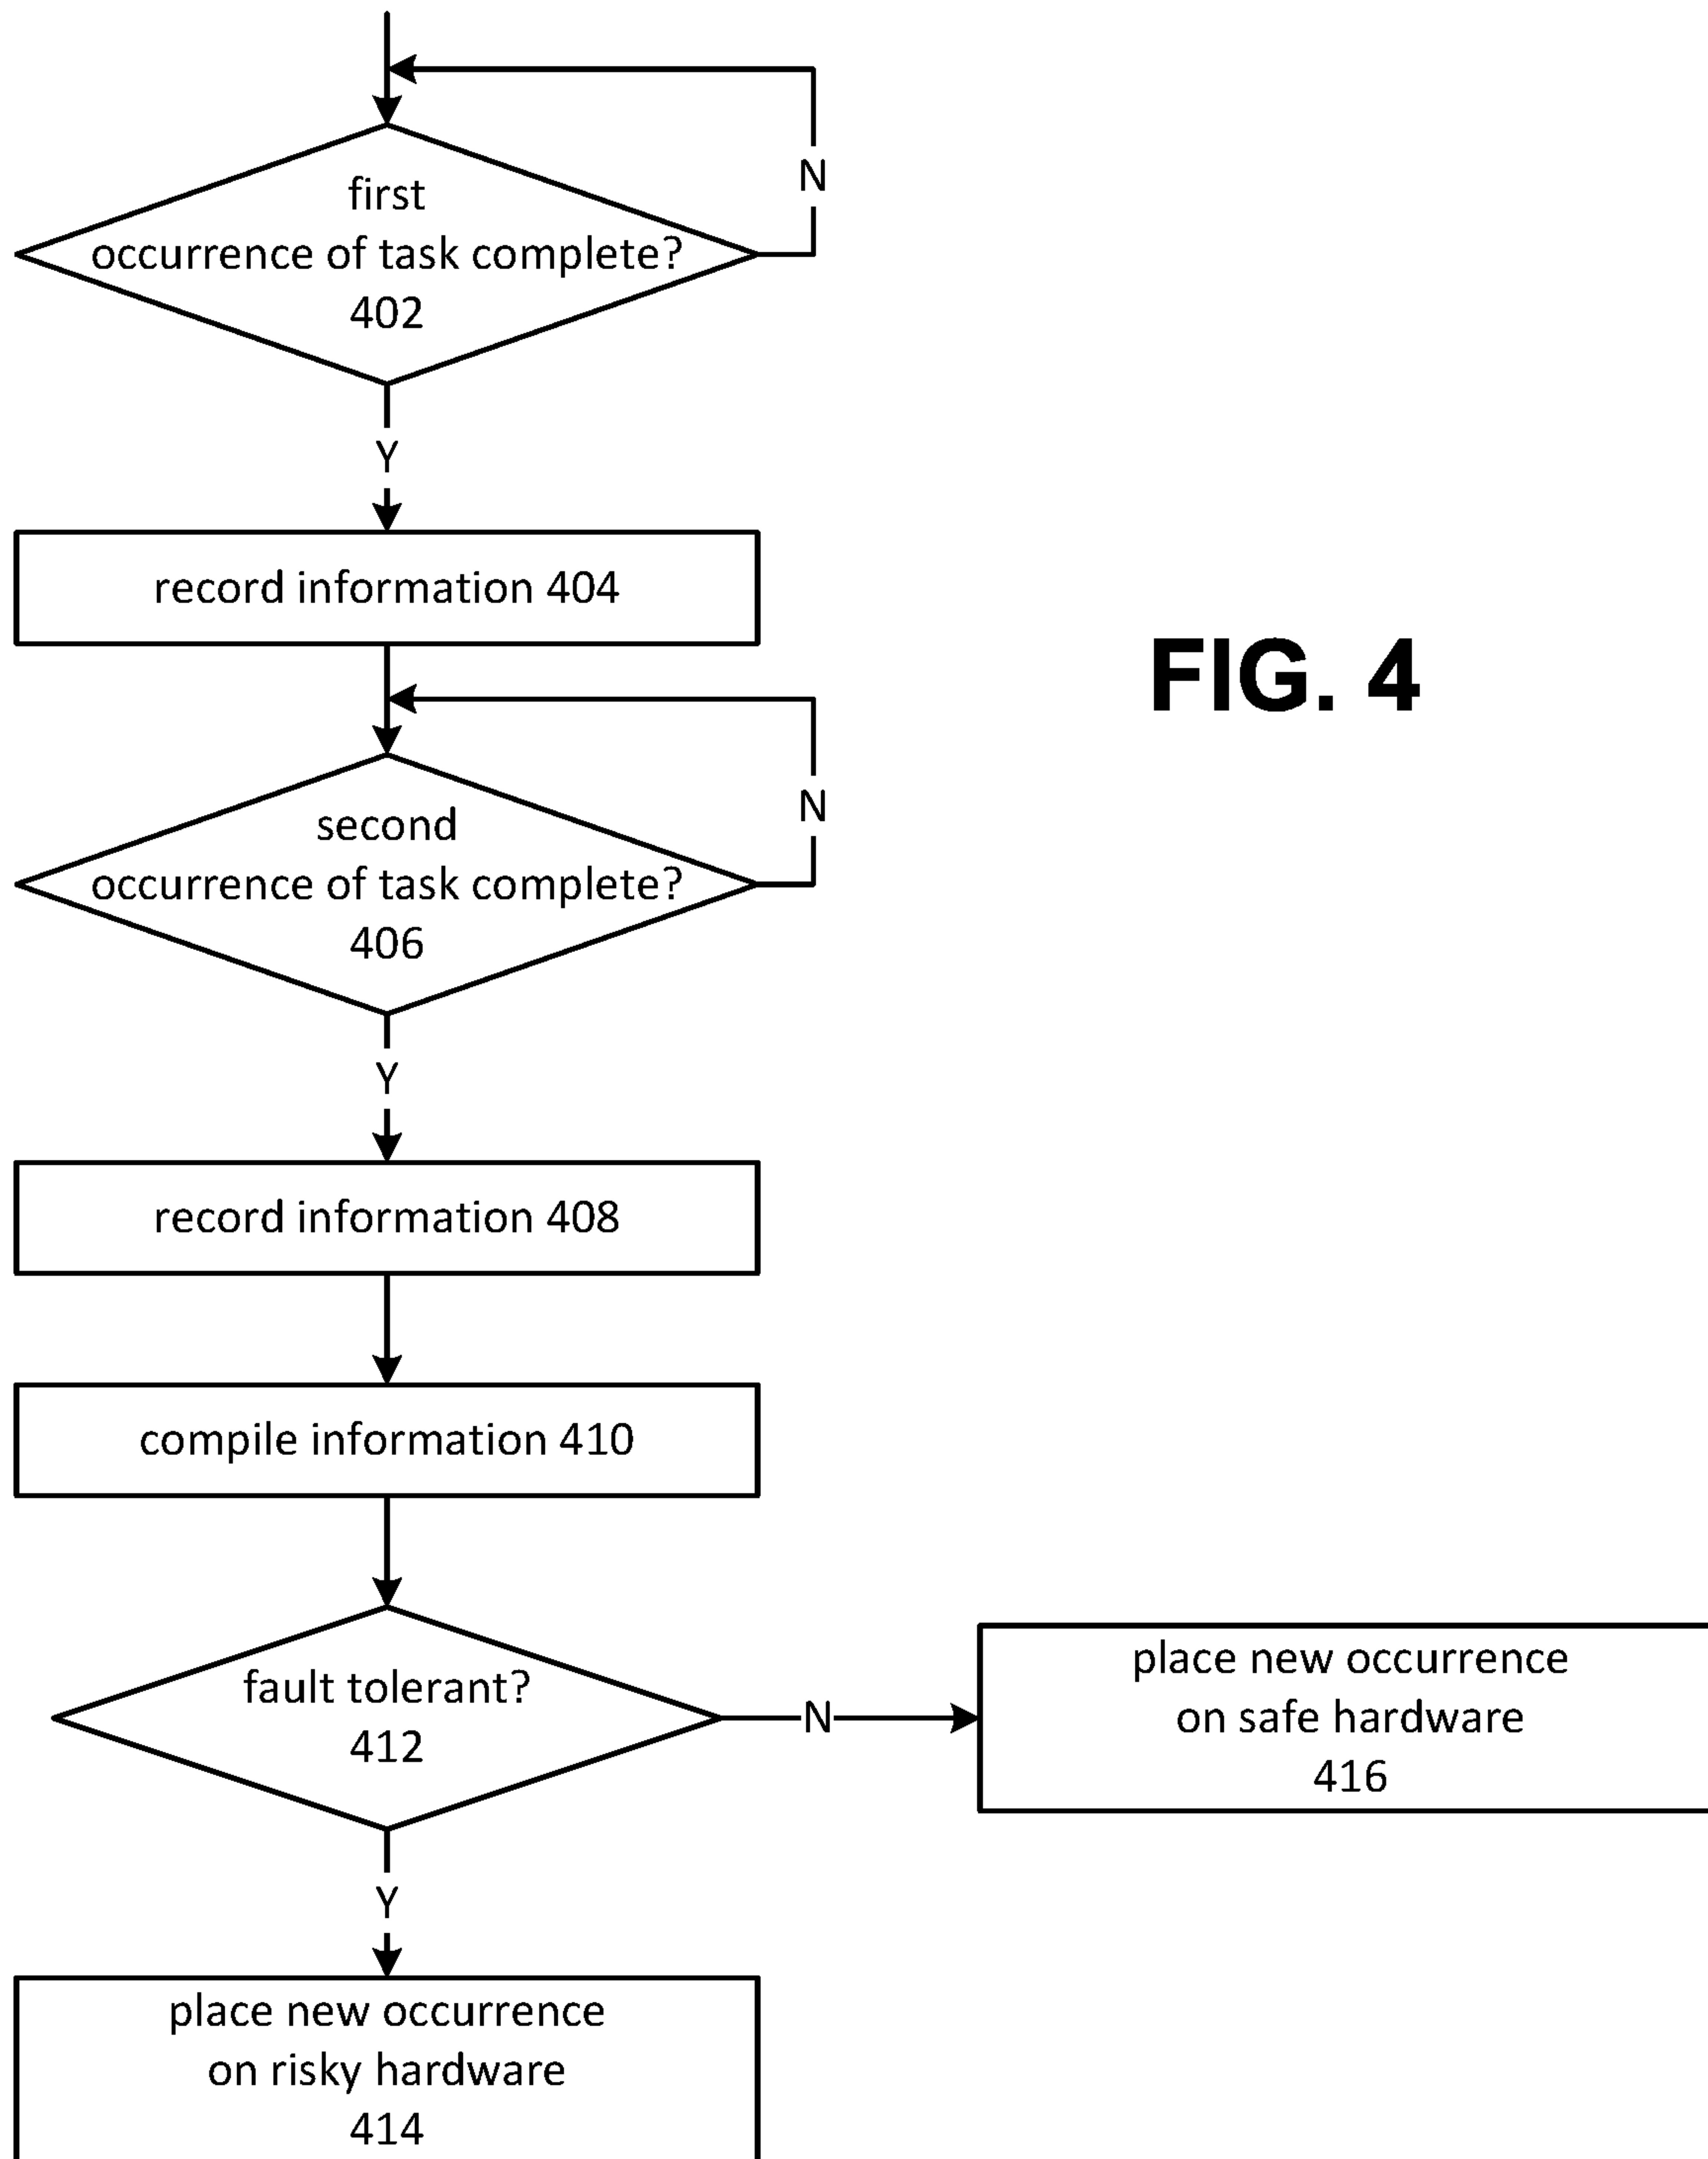 first
occurrence of task complete?
402
N
Y
record information 404
FIG. 4
second
occurrence of task complete?
406
N
Y
record information 408
compile information 410
fault tolerant?
412
N
place new occurrence
on safe hardware
416
Y
place new occurrence
on risky hardware
414